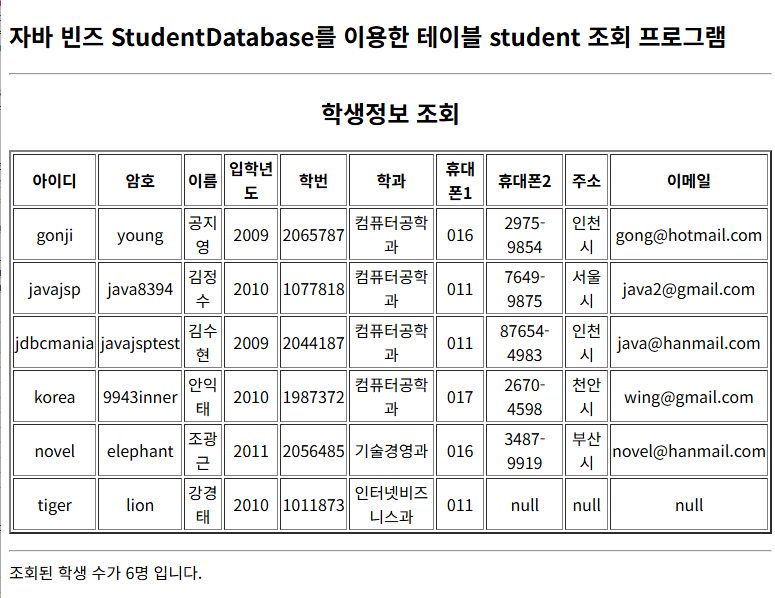 자바 빈즈 StudentDatabase를 이용한 테이블 student 조회 프로그램
학생정보 조회
아이디 암호 이름 입학년도 학번 학과 휴대폰1 휴대폰2 주소 이메일
gonji young 공지영 2009 2065787 컴퓨터공학과 016 2975-9854 인천시 gong@hotmail.com
javajsp java8394 김정수 2010 1077818 컴퓨터공학과 011 7649-9875 서울시 java2@gmail.com
jdbcmania javajsptest 김수현 2009 2044187 컴퓨터공학과 011 87654-4983 인천시 java@hanmail.com
korea 9943inner 안익태 2010 1987372 컴퓨터공학과 017 2670-4598 천안시 wing@gmail.com
novel elephant 조광근 2011 2056485 기술경영과 016 3487-9919 부산시 novel@hanmail.com
tiger lion 강경태 2010 1011873 인터넷비즈니스과 011 null null null
조회된 학생 수가 6명 입니다.